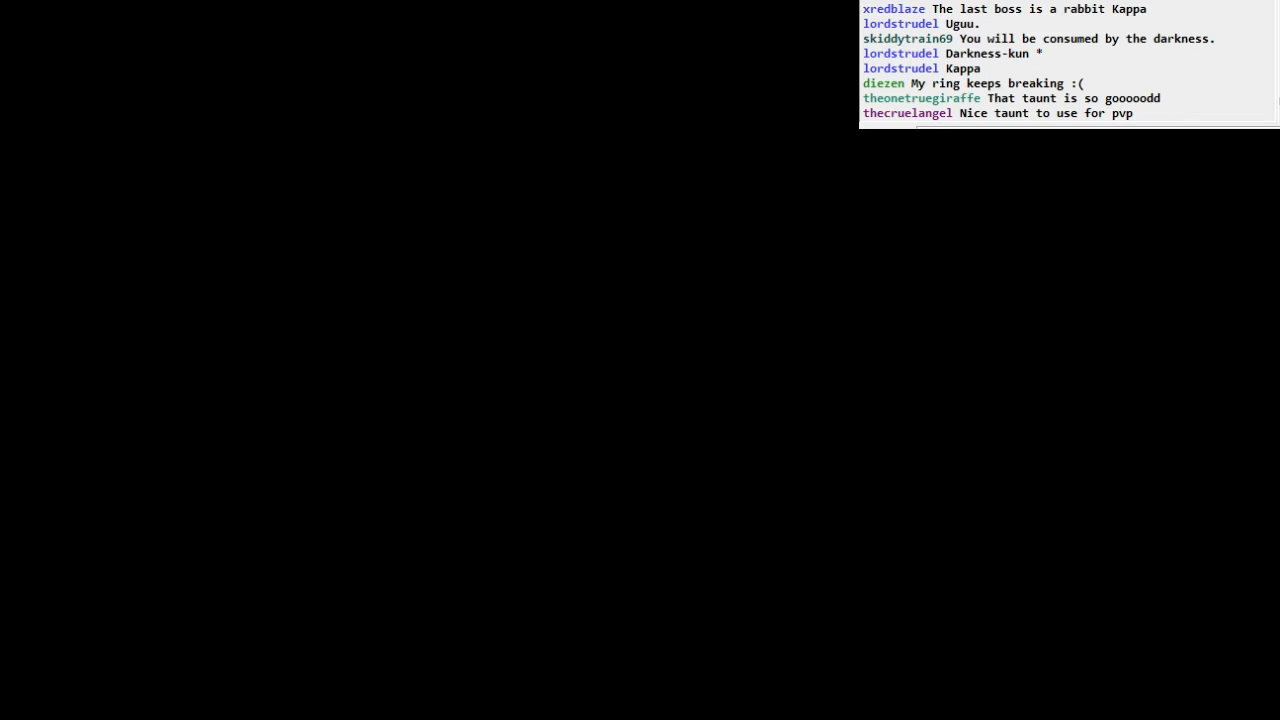 xredblaze The last boss is a rabbit Kappa
lordstrudel Uguu.
skiddytrain69 You will be consumed by the darkness.
lordstrudel Darkness-kun *
lordstrudel Kappa
diezen My ring keeps breaking :(
theonetruegiraffe That taunt is so gooooodd
thecruelangel Nice taunt to use for pvp